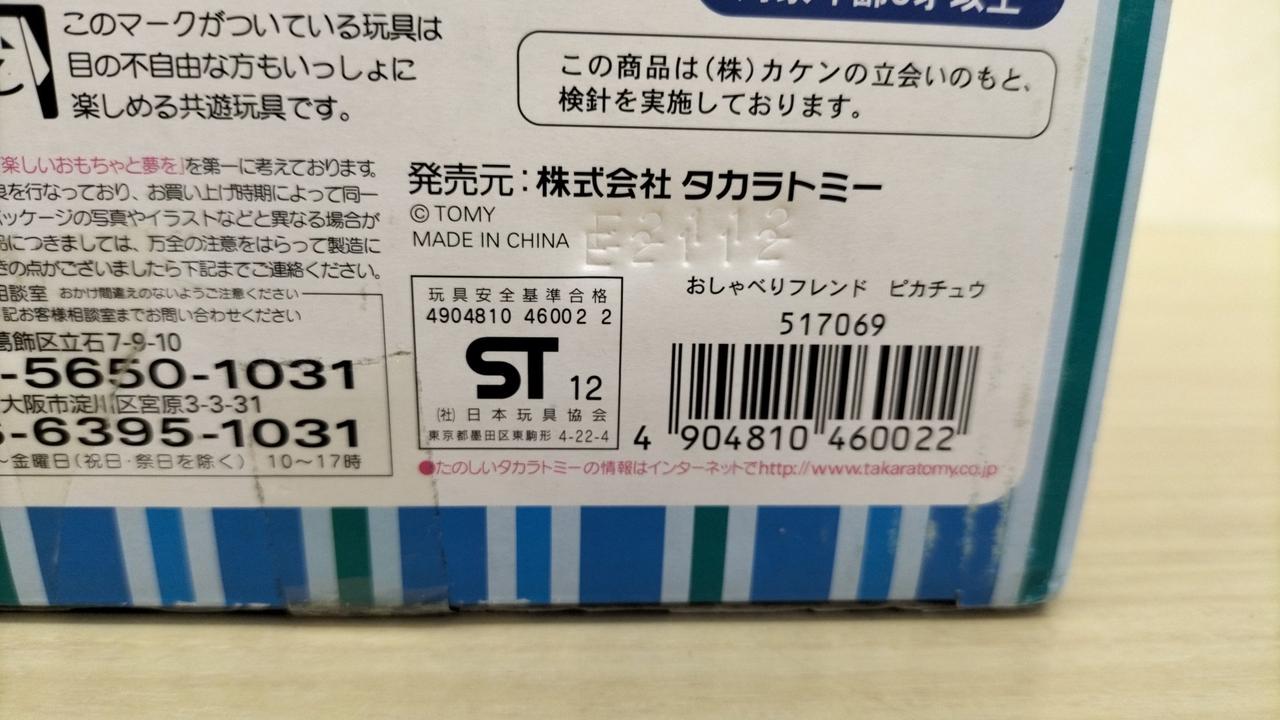 このマークがついている玩具は
目の不自由な方もいっしょに
楽しめる共遊玩具です。
この商品は(株)カケンの立会いのもと、
検針を実施しております。
楽しいおもちゃと夢を」を第一に考えております。
を行なっており、お買い上げ時期によって同一
パッケージの写真やイラストなどと異なる場合が
につきましては、万全の注意をはらって製造に
の点がございましたら下記までご連絡ください。
相談室 おかけ間違えのないようご注意ください
記お客様相談室までお問い合わせください
葛飾区立石7-9-10
-5650-1031
大阪市淀川区宮原3-3-31
-6395-1031
~金曜日(祝日・祭日を除く) 10~17時
発売元:株式会社 タカラトミー
© TOMY
MADE IN CHINA
E2112
玩具安全基準合格
4904810 46002 2
ST 12
(社)日本玩具協会
東京都墨田区東駒形 4-22-4
おしゃべりフレンド ピカチュウ
517069
4 904810 460022
●たのしいタカラトミーの情報はインターネットでhttp://www.takaratomy.co.jp